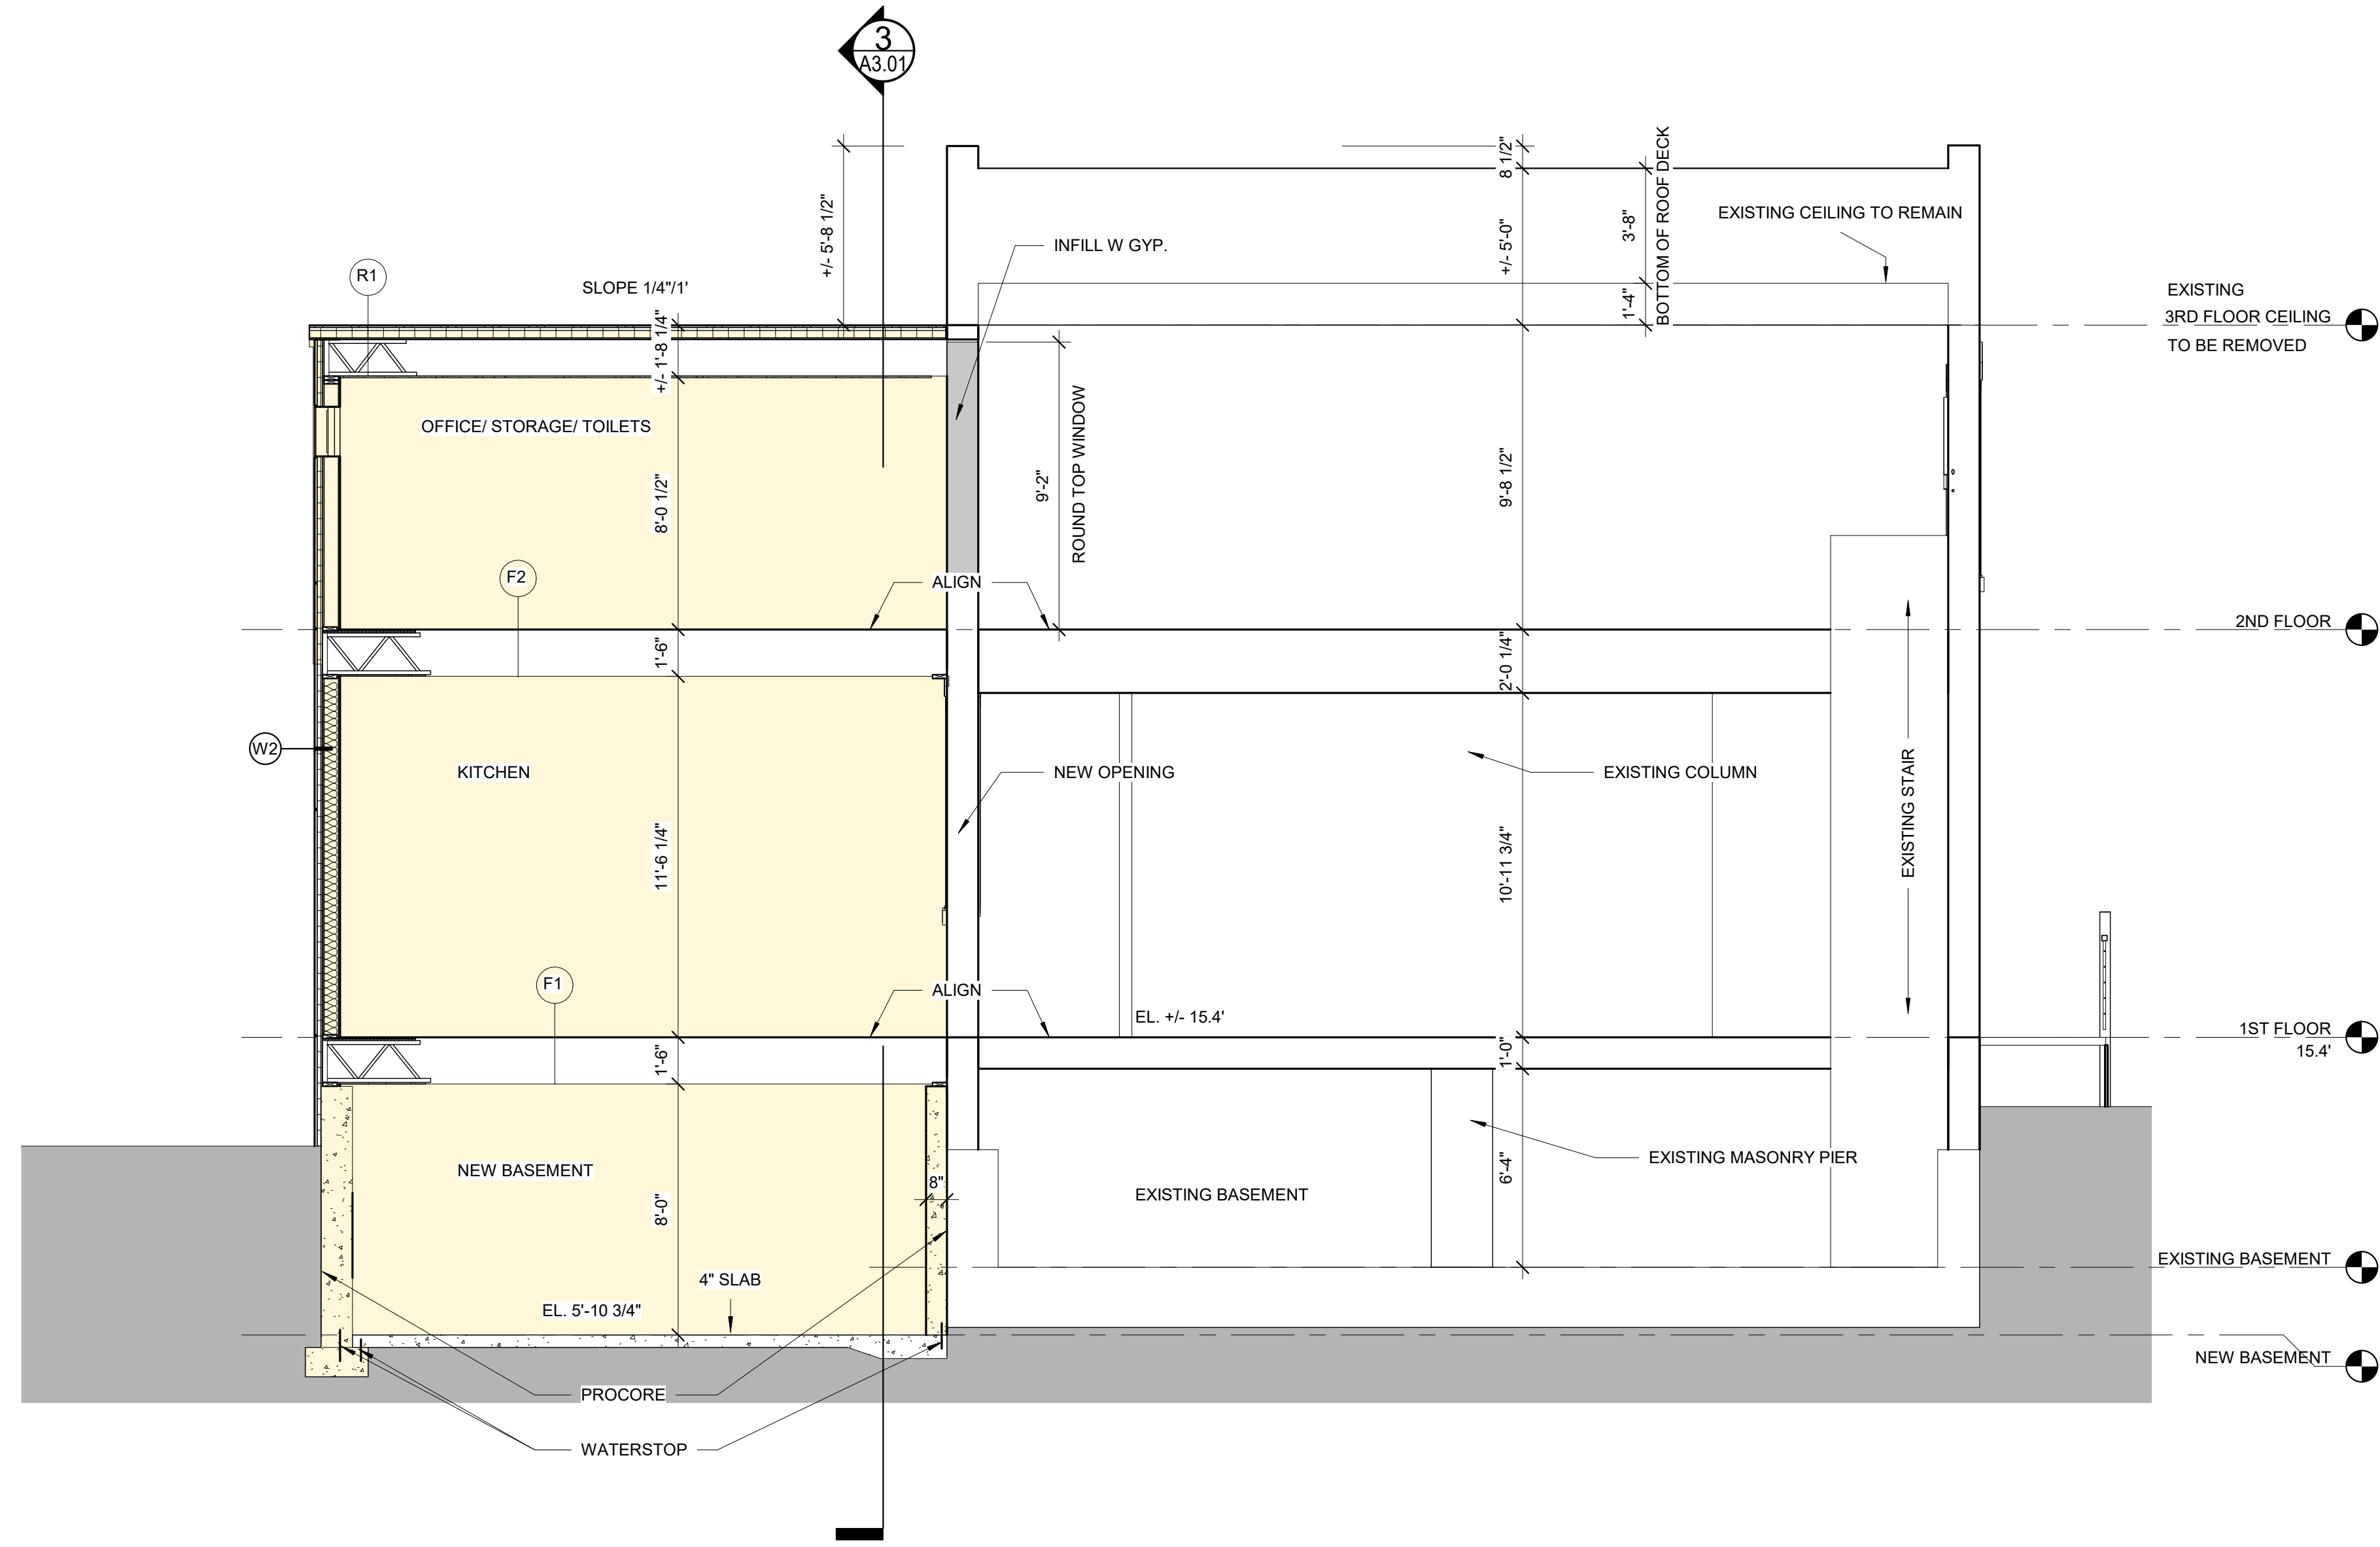 3
A3.01
8 1/2"
BOTTOM OF ROOF DECK
+/- 5'-8 1/2"
+/- 5'-0"
3'-8"
EXISTING CEILING TO REMAIN
INFILL W GYP.
R1
SLOPE 1/4"/1'
1'-4"
EXISTING
3RD FLOOR CEILING
TO BE REMOVED
+/- 1'-8 1/4"
OFFICE/ STORAGE/ TOILETS
ROUND TOP WINDOW
9'-2"
8'-0 1/2"
9'-8 1/2"
F2
ALIGN
2ND FLOOR
1'-6"
2'-0 1/4"
W2
KITCHEN
NEW OPENING
EXISTING COLUMN
EXISTING STAIR
11'-6 1/4"
10'-11 3/4"
F1
ALIGN
EL. +/- 15.4'
1ST FLOOR
15.4'
1'-6"
1'-0"
NEW BASEMENT
8"
EXISTING MASONRY PIER
6'-4"
EXISTING BASEMENT
8'-0"
EXISTING BASEMENT
4" SLAB
EL. 5'-10 3/4"
NEW BASEMENT
PROCORE
WATERSTOP